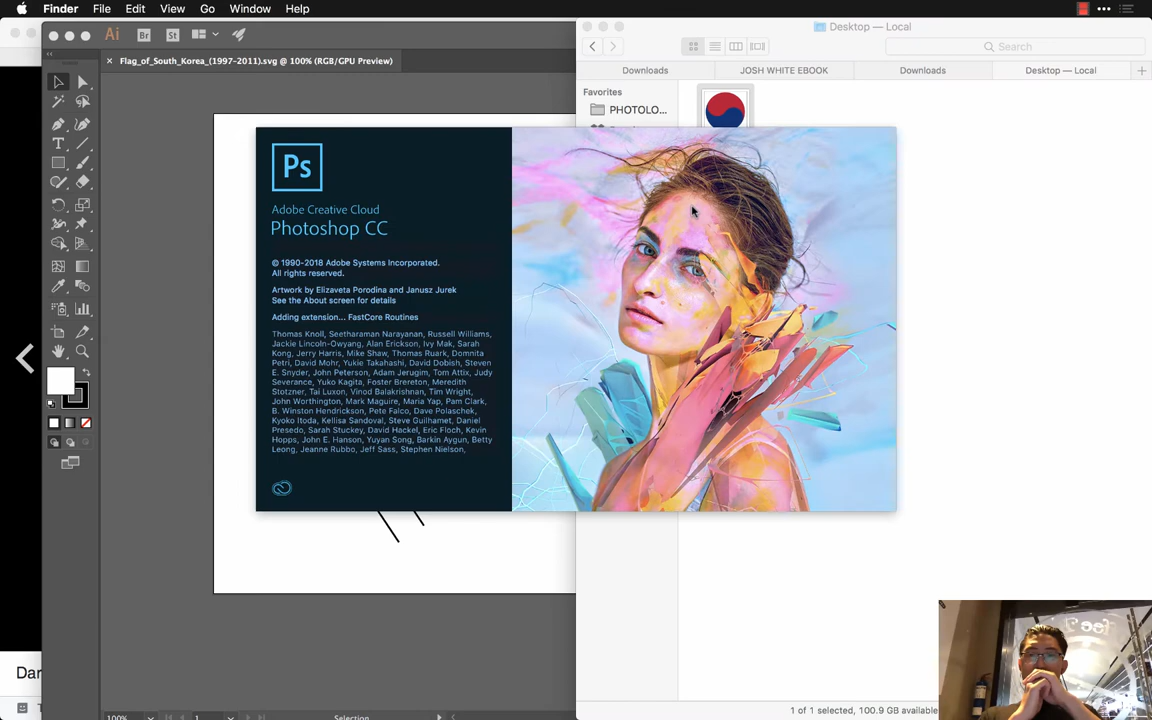 Finder File Edit View Go Window Help
Ai Br St
Desktop — Local
Search
× Flag_of_South_Korea_(1997-2011).svg @ 100% (RGB/GPU Preview)
Downloads JOSH WHITE EBOOK Downloads Desktop — Local +
Favorites
PHOTOLO...
Ps
Adobe Creative Cloud
Photoshop CC
© 1990-2018 Adobe Systems Incorporated.
All rights reserved.
Artwork by Elizaveta Porodina and Janusz Jurek
See the About screen for details
Adding extension... FastCore Routines
Thomas Knoll, Seetharaman Narayanan, Russell Williams,
Jackie Lincoln-Owyang, Alan Erickson, Ivy Mak, Sarah
Kong, Jerry Harris, Mike Shaw, Thomas Ruark, Domnita
Petri, David Mohr, Yukie Takahashi, David Dobish, Steven
E. Snyder, John Peterson, Adam Jerugim, Tom Attix, Judy
Severance, Yuko Kagita, Foster Brereton, Meredith
Stotzner, Tai Luxon, Vinod Balakrishnan, Tim Wright,
John Worthington, Mark Maguire, Maria Yap, Pam Clark,
B. Winston Hendrickson, Pete Falco, Dave Polaschek,
Kyoko Itoda, Kellisa Sandoval, Steve Guilhamet, Daniel
Presedo, Sarah Stuckey, David Hackel, Eric Floch, Kevin
Hopps, John E. Hanson, Yuyan Song, Barkin Aygun, Betty
Leong, Jeanne Rubbo, Jeff Sass, Stephen Nielson,
Dar
100% 1 Selection
1 of 1 selected, 100.9 GB available